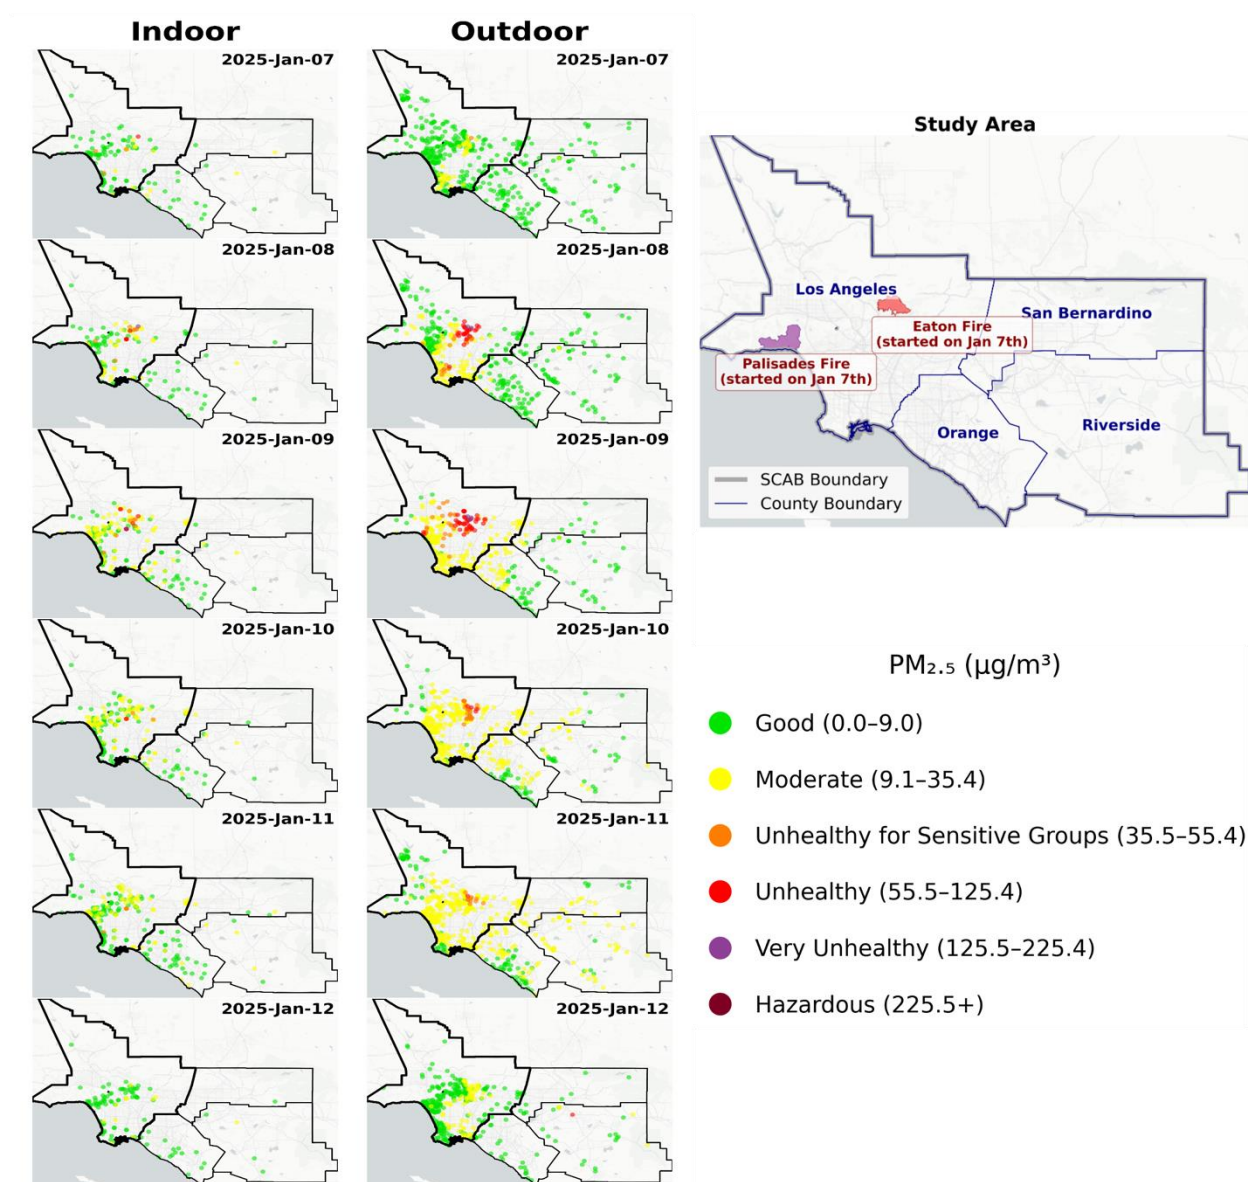 Indoor
Outdoor
2025-Jan-07
2025-Jan-07
2025-Jan-08
2025-Jan-08
2025-Jan-09
2025-Jan-09
2025-Jan-10
2025-Jan-10
2025-Jan-11
2025-Jan-11
2025-Jan-12
2025-Jan-12
Study Area
Los Angeles
San Bernardino
Eaton Fire
(started on Jan 7th)
Palisades Fire
(started on Jan 7th)
Orange
Riverside
SCAB Boundary
County Boundary
PM₂.₅ (µg/m³)
Good (0.0–9.0)
Moderate (9.1–35.4)
Unhealthy for Sensitive Groups (35.5–55.4)
Unhealthy (55.5–125.4)
Very Unhealthy (125.5–225.4)
Hazardous (225.5+)